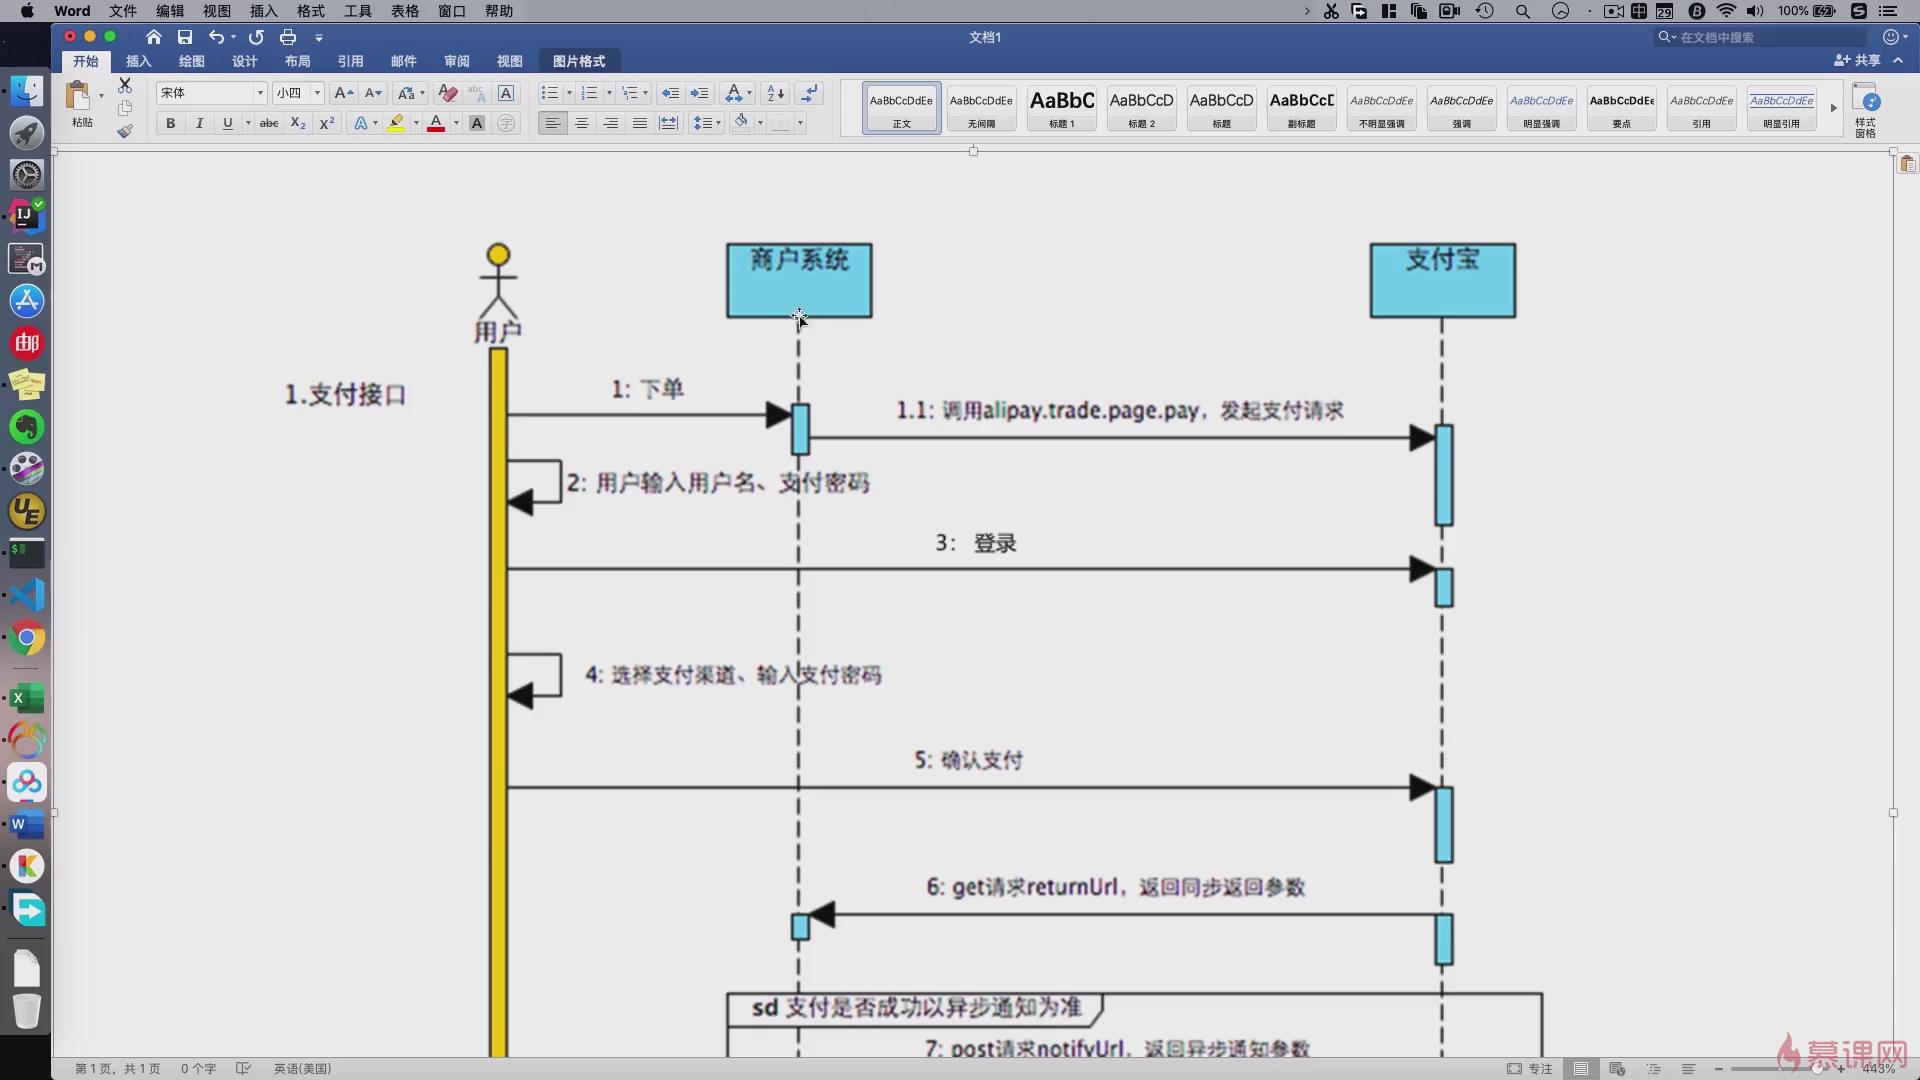 Word 文件 编辑 视图 插入 格式 工具 表格 窗口 帮助
29 100%
文档1
在文档中搜索
开始 插入 绘图 设计 布局 引用 邮件 审阅 视图 图片格式
共享
粘贴
宋体 小四
AaBbCcDdEe AaBbCcDdEe AaBbC AaBbCcD AaBbCcD AaBbCcD AaBbCcDdEe AaBbCcDdEe AaBbCcDdEe AaBbCcDdEe AaBbCcDdEe AaBbCcDdEe
正文 无间隔 标题 1 标题 2 标题 副标题 不明显强调 强调 明显强调 要点 引用 明显引用
样式
窗格
商户系统
支付宝
用户
1.支付接口
1: 下单
1.1: 调用alipay.trade.page.pay，发起支付请求
2: 用户输入用户名、支付密码
3： 登录
4: 选择支付渠道、输入支付密码
5: 确认支付
6: get请求returnUrl，返回同步返回参数
sd 支付是否成功以异步通知为准
7: post请求notifyUrl，返回异步通知参数
第1页，共1页 0个字 英语(美国)
专注
443%
慕课网